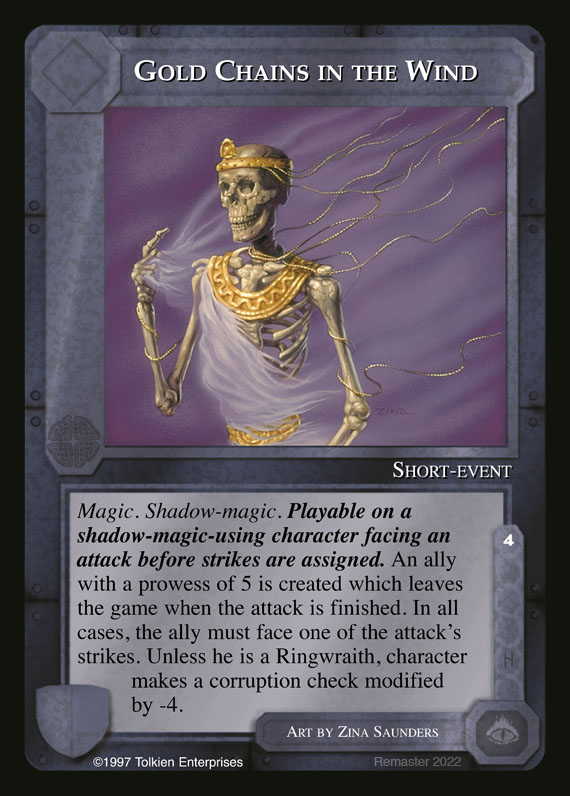 Gold Chains in the Wind
ZINA
Short-event
Magic. Shadow-magic. Playable on a
shadow-magic-using character facing an
attack before strikes are assigned. An ally
with a prowess of 5 is created which leaves
the game when the attack is finished. In all
cases, the ally must face one of the attack's
strikes. Unless he is a Ringwraith, character
makes a corruption check modified
by -4.
4
H
Art by Zina Saunders
©1997 Tolkien Enterprises
Remaster 2022